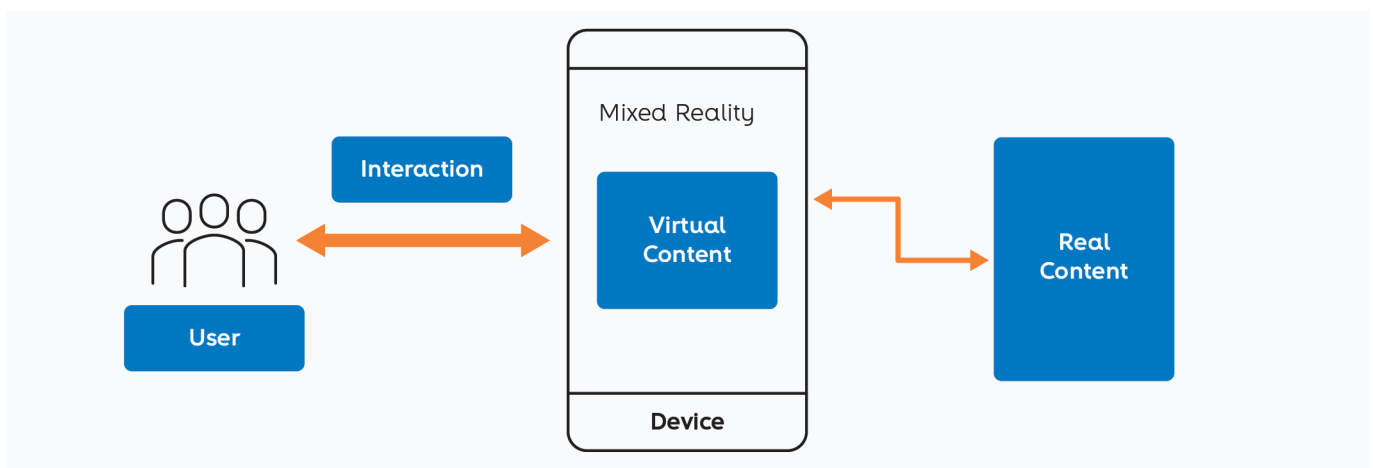 Mixed Reality
Interaction
Virtual
Content
Real
Content
User
Device